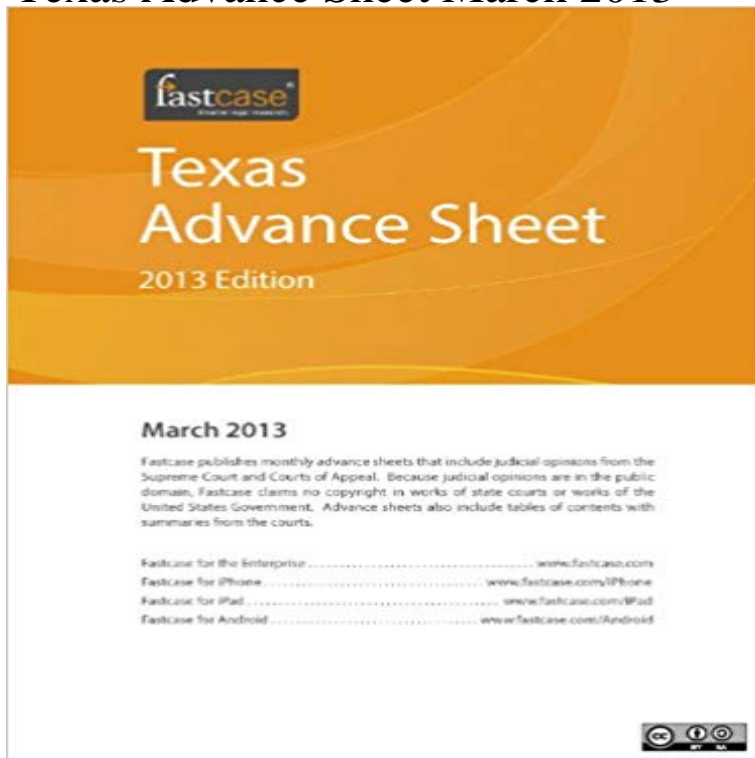 Texas Advance Sheet March 2013
fastcase®
Texas
Advance Sheet
2013 Edition
March 2013
Fastcase publishes monthly advance sheets that include judicial opinions from the
Supreme Court and Courts of Appeal. Because judicial opinions are in the public
domain, Fastcase claims no copyright in works of state courts or works of the
United States Government. Advance sheets also include tables of contents with
summaries from the courts.
Fastcase for the Enterprise . . . . . . . . . . . . . . . . . . . . . . . . . . . . . . . . . . www.fastcase.com
Fastcase for iPhone . . . . . . . . . . . . . . . . . . . . . . . . . . . . . . . . . www.fastcase.com/iPhone
Fastcase for iPad . . . . . . . . . . . . . . . . . . . . . . . . . . . . . . . . . . . . . www.fastcase.com/iPad
Fastcase for Android . . . . . . . . . . . . . . . . . . . . . . . . . . . . . . . www.fastcase.com/Android
cc
BY SA